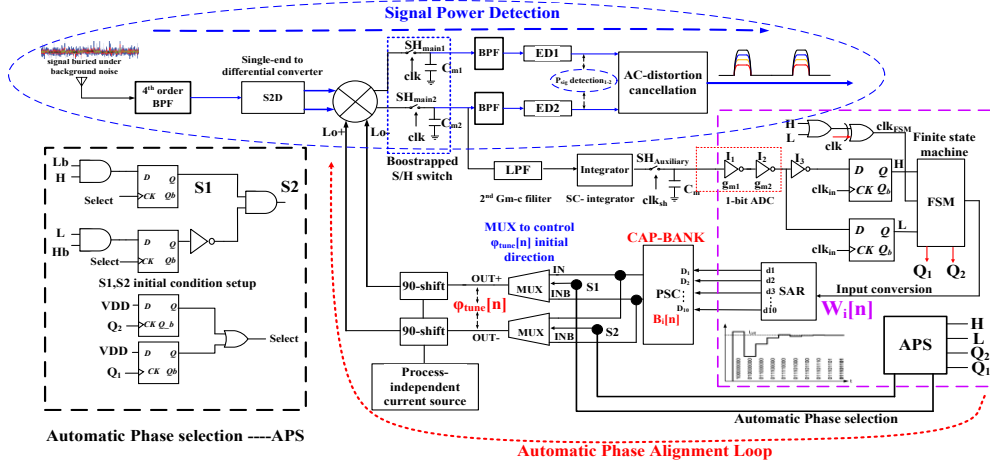 Signal Power Detection
signal buried under
background noise
4th order
BPF
Single-end to
differential converter
S2D
Lo+
Lo-
SHmain1
clk
Cm1
SHmain2
clk
Cm2
Boostrapped
S/H switch
BPF
ED1
Psig detection1-2
BPF
ED2
AC-distortion
cancellation
LPF
2nd Gm-c filiter
Integrator
SC- integrator
SHAuxiliary
clksh
I1
gm1
I2
gm2
I3
1-bit ADC
H
L
clk
clkFSM
Finite state
machine
D Q
CK Qb
clkin
H
D Q
CK Qb
clkin
L
FSM
Q1
Q2
Input conversion
Wi[n]
SAR
d1
d2
d3
d10
D1
D2
D3
D10
CAP-BANK
PSC
Bi[n]
MUX to control
φtune[n] initial
direction
IN
INB
MUX
OUT+
S1
IN
INB
MUX
OUT-
S2
φtune[n]
90-shift
90-shift
Process-
independent
current source
APS
H
L
Q2
Q1
Automatic Phase selection
Automatic Phase Alignment Loop
Lb
H
Select
D Q
CK Qb
S1
S2
L
Hb
Select
D Q
CK Qb
S1,S2 initial condition setup
VDD
Q2
D Q
CK Q_b
VDD
Q1
D Q
CK Qb
Select
Automatic Phase selection ----APS